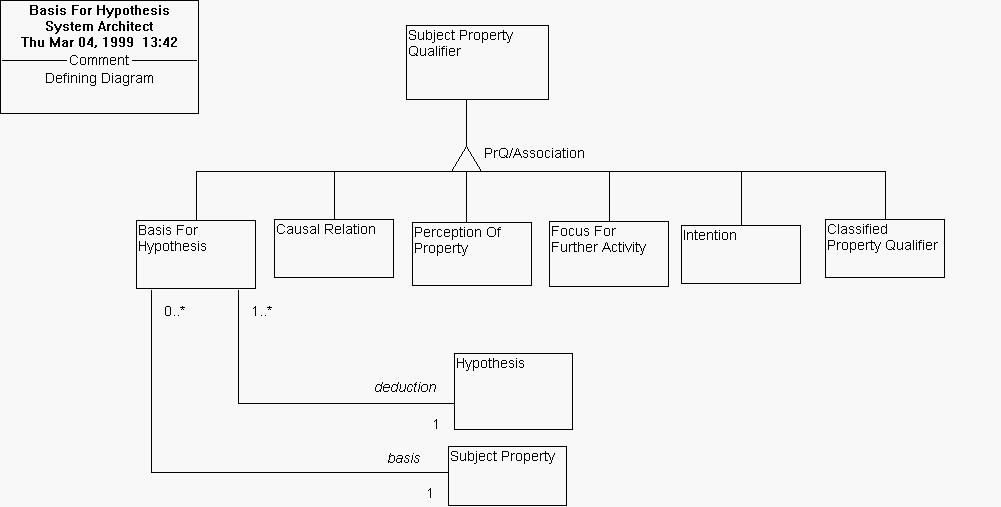 Basis For Hypothesis
System Architect
Thu Mar 04, 1999  13:42
Comment
Defining Diagram
Subject Property
Qualifier
PrQ/Association
Basis For
Hypothesis
Causal Relation
Perception Of
Property
Focus For
Further Activity
Intention
Classified
Property Qualifier
0..*
1..*
Hypothesis
deduction
1
Subject Property
basis
1